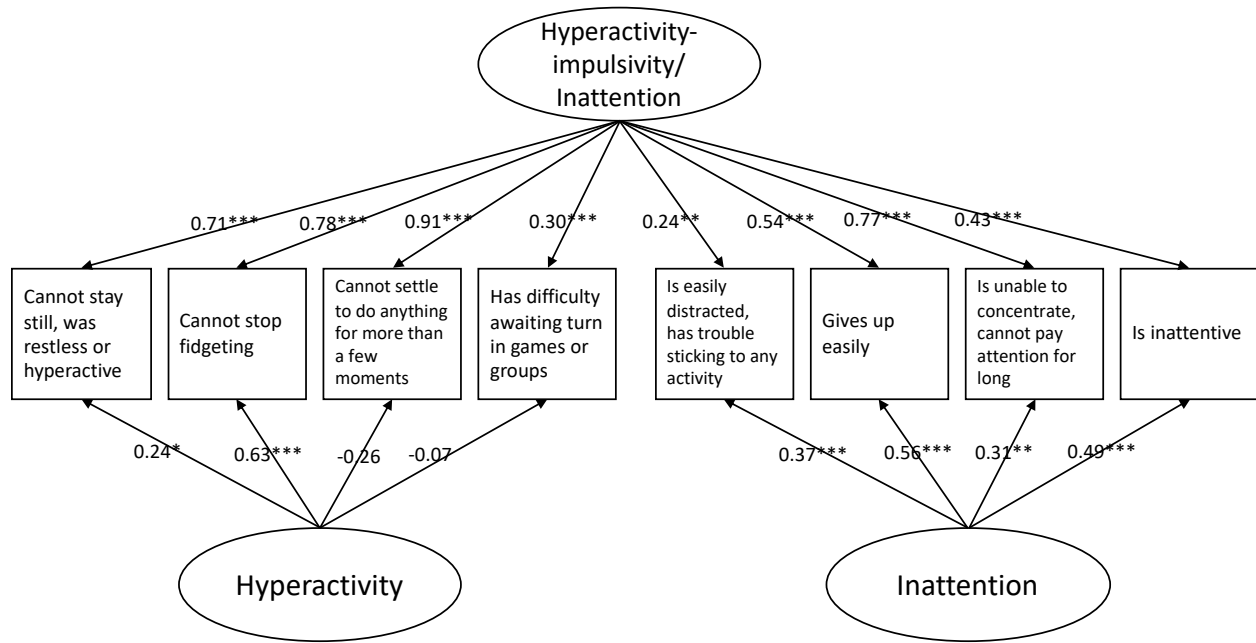 Hyperactivity-
impulsivity/
Inattention
0.71***
0.78***
0.91***
0.30***
0.24**
0.54***
0.77***
0.43***
Cannot stay
still, was
restless or
hyperactive
Cannot stop
fidgeting
Cannot settle
to do anything
for more than
a few
moments
Has difficulty
awaiting turn
in games or
groups
Is easily
distracted,
has trouble
sticking to any
activity
Gives up
easily
Is unable to
concentrate,
cannot pay
attention for
long
Is inattentive
0.24*
0.63***
-0.26
-0.07
0.37***
0.56***
0.31**
0.49***
Hyperactivity
Inattention